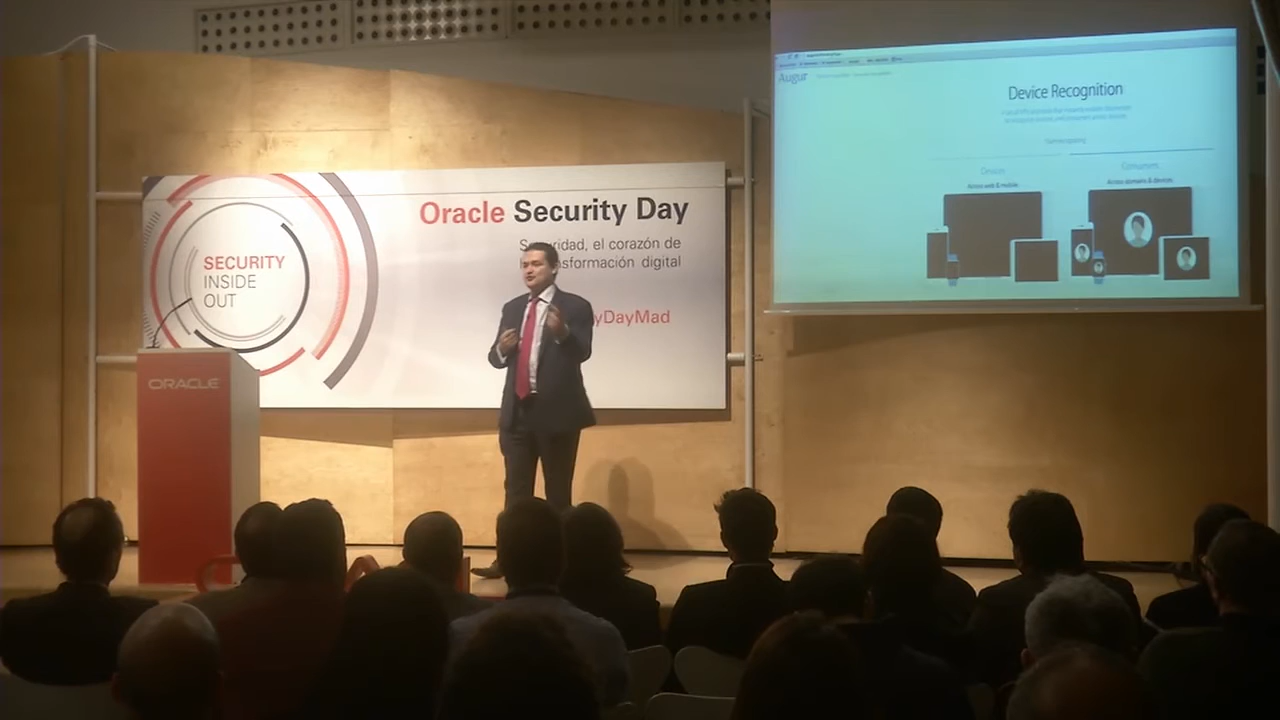 Oracle Security Day
Seguridad, el corazón de
la transformación digital
yDayMad
SECURITY
INSIDE
OUT
ORACLE
Augur
Device Recognition
Devices
Consumers
Across web & mobile
Across domains & devices